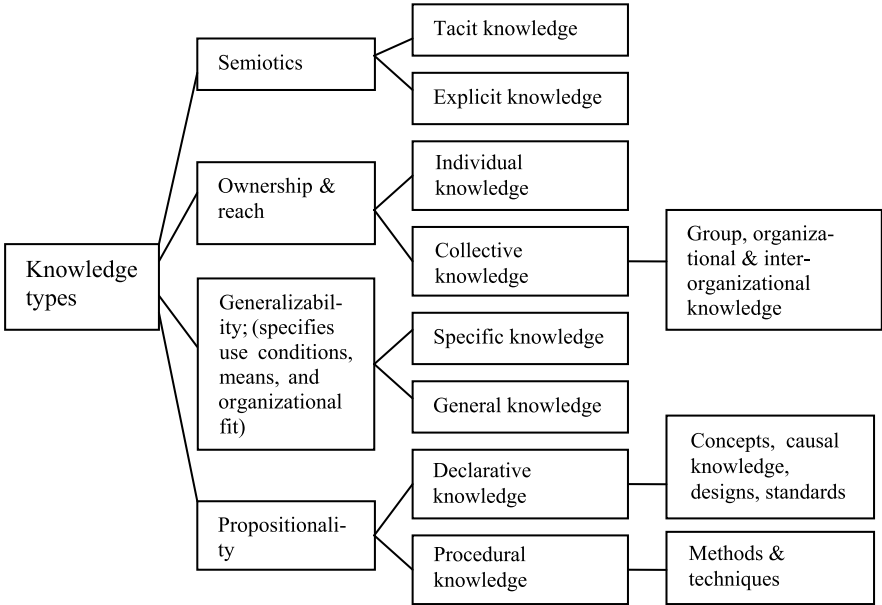 Knowledge
types
Semiotics
Tacit knowledge
Explicit knowledge
Ownership &
reach
Individual
knowledge
Collective
knowledge
Group, organiza-
tional & inter-
organizational
knowledge
Generalizabil-
ity; (specifies
use conditions,
means, and
organizational
fit)
Specific knowledge
General knowledge
Propositionali-
ty
Declarative
knowledge
Concepts, causal
knowledge,
designs, standards
Procedural
knowledge
Methods &
techniques